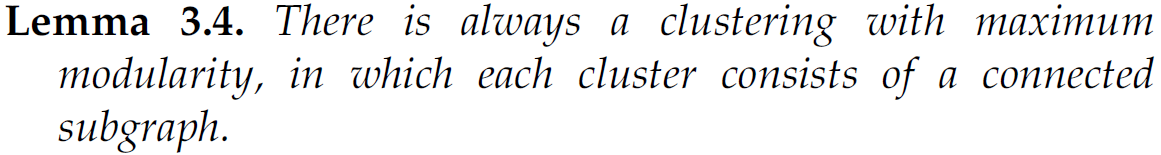 Lemma 3.4. There is always a clustering with maximum
modularity, in which each cluster consists of a connected
subgraph.